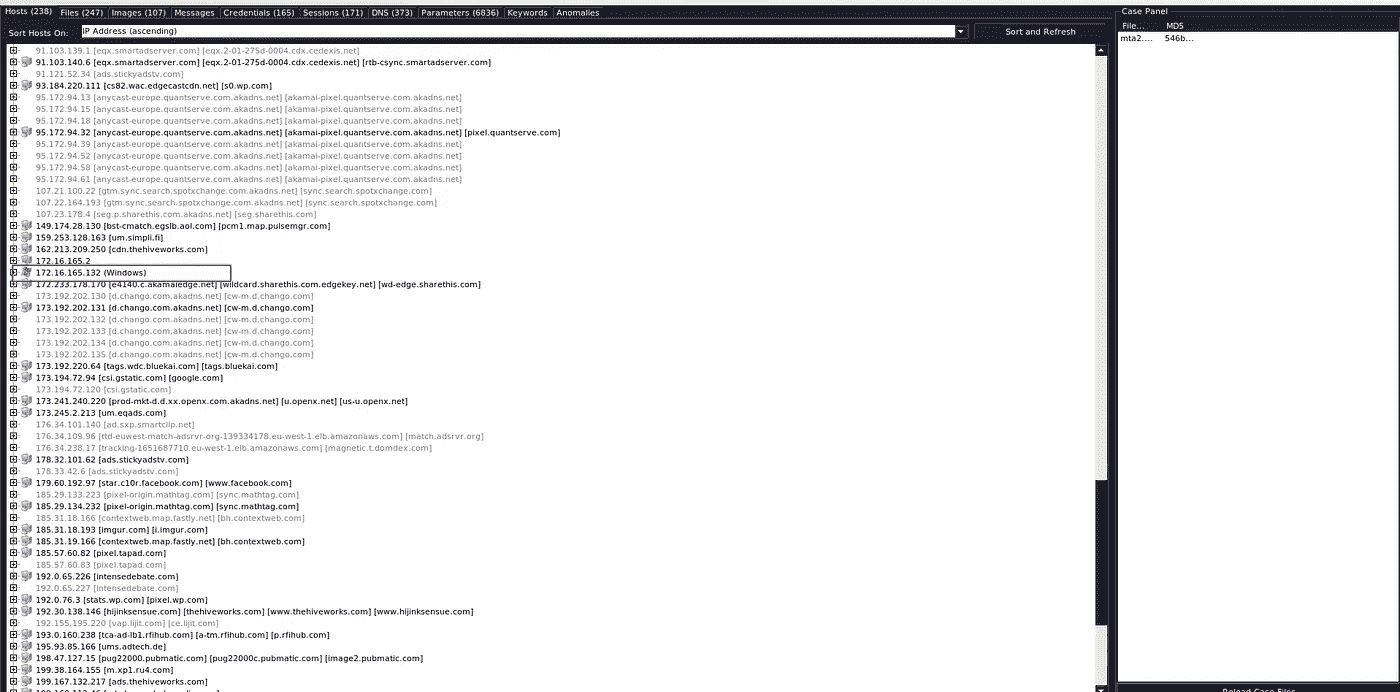 Hosts (238) Files (247) Images (107) Messages Credentials (165) Sessions (171) DNS (373) Parameters (6836) Keywords Anomalies
Sort Hosts On: IP Address (ascending) Sort and Refresh
91.103.139.1 [eqx.smartadserver.com] [eqx.2-01-275d-0004.cdx.cedexis.net]
91.103.140.6 [eqx.smartadserver.com] [eqx.2-01-275d-0004.cdx.cedexis.net] [rtb-csync.smartadserver.com]
91.121.52.34 [ads.stickyadstv.com]
93.184.220.111 [cs82.wac.edgecastcdn.net] [s0.wp.com]
95.172.94.13 [anycast-europe.quantserve.com.akadns.net] [akamai-pixel.quantserve.com.akadns.net]
95.172.94.15 [anycast-europe.quantserve.com.akadns.net] [akamai-pixel.quantserve.com.akadns.net]
95.172.94.18 [anycast-europe.quantserve.com.akadns.net] [akamai-pixel.quantserve.com.akadns.net]
95.172.94.32 [anycast-europe.quantserve.com.akadns.net] [akamai-pixel.quantserve.com.akadns.net] [pixel.quantserve.com]
95.172.94.39 [anycast-europe.quantserve.com.akadns.net] [akamai-pixel.quantserve.com.akadns.net]
95.172.94.52 [anycast-europe.quantserve.com.akadns.net] [akamai-pixel.quantserve.com.akadns.net]
95.172.94.58 [anycast-europe.quantserve.com.akadns.net] [akamai-pixel.quantserve.com.akadns.net]
95.172.94.61 [anycast-europe.quantserve.com.akadns.net] [akamai-pixel.quantserve.com.akadns.net]
107.21.100.22 [gtm.sync.search.spotxchange.com.akadns.net] [sync.search.spotxchange.com]
107.22.164.193 [gtm.sync.search.spotxchange.com.akadns.net] [sync.search.spotxchange.com]
107.23.178.4 [seg.p.sharethis.com.akadns.net] [seg.sharethis.com]
149.174.28.130 [bst-cmatch.egslb.aol.com] [pcm1.map.pulsemgr.com]
159.253.128.163 [um.simpli.fi]
162.213.209.250 [cdn.thehiveworks.com]
172.16.165.2
172.16.165.132 (Windows)
172.233.178.170 [e4140.c.akamaiedge.net] [wildcard.sharethis.com.edgekey.net] [wd-edge.sharethis.com]
173.192.202.130 [d.chango.com.akadns.net] [cw-m.d.chango.com]
173.192.202.131 [d.chango.com.akadns.net] [cw-m.d.chango.com]
173.192.202.132 [d.chango.com.akadns.net] [cw-m.d.chango.com]
173.192.202.133 [d.chango.com.akadns.net] [cw-m.d.chango.com]
173.192.202.134 [d.chango.com.akadns.net] [cw-m.d.chango.com]
173.192.202.135 [d.chango.com.akadns.net] [cw-m.d.chango.com]
173.192.220.64 [tags.wdc.bluekai.com] [tags.bluekai.com]
173.194.72.94 [csi.gstatic.com] [google.com]
173.194.72.120 [csi.gstatic.com]
173.241.240.220 [prod-mkt-d.d.xx.openx.com.akadns.net] [u.openx.net] [us-u.openx.net]
173.245.2.213 [um.eqads.com]
176.34.101.140 [ad.sxp.smartclip.net]
176.34.109.96 [ttd-euwest-match-adsrvr-org-139334178.eu-west-1.elb.amazonaws.com] [match.adsrvr.org]
176.34.238.17 [tracking-1651687710.eu-west-1.elb.amazonaws.com] [magnetic.t.domdex.com]
178.32.101.62 [ads.stickyadstv.com]
178.33.42.6 [ads.stickyadstv.com]
179.60.192.97 [star.c10r.facebook.com] [www.facebook.com]
185.29.133.223 [pixel-origin.mathtag.com] [sync.mathtag.com]
185.29.134.232 [pixel-origin.mathtag.com] [sync.mathtag.com]
185.31.18.166 [contextweb.map.fastly.net] [bh.contextweb.com]
185.31.18.193 [imgur.com] [i.imgur.com]
185.31.19.166 [contextweb.map.fastly.net] [bh.contextweb.com]
185.57.60.82 [pixel.tapad.com]
185.57.60.83 [pixel.tapad.com]
192.0.65.226 [intensedebate.com]
192.0.65.227 [intensedebate.com]
192.0.76.3 [stats.wp.com] [pixel.wp.com]
192.30.138.146 [hijinksensue.com] [thehiveworks.com] [www.thehiveworks.com] [www.hijinksensue.com]
192.155.195.220 [vap.lijit.com] [ce.lijit.com]
193.0.160.238 [tca-ad-lb1.rfihub.com] [a-tm.rfihub.com] [p.rfihub.com]
195.93.85.166 [ums.adtech.de]
198.47.127.15 [pug22000.pubmatic.com] [pug22000c.pubmatic.com] [image2.pubmatic.com]
199.38.164.155 [m.xp1.ru4.com]
199.167.132.217 [ads.thehiveworks.com]
Case Panel
File... MD5
mta2.... 546b...
Reload Case Files